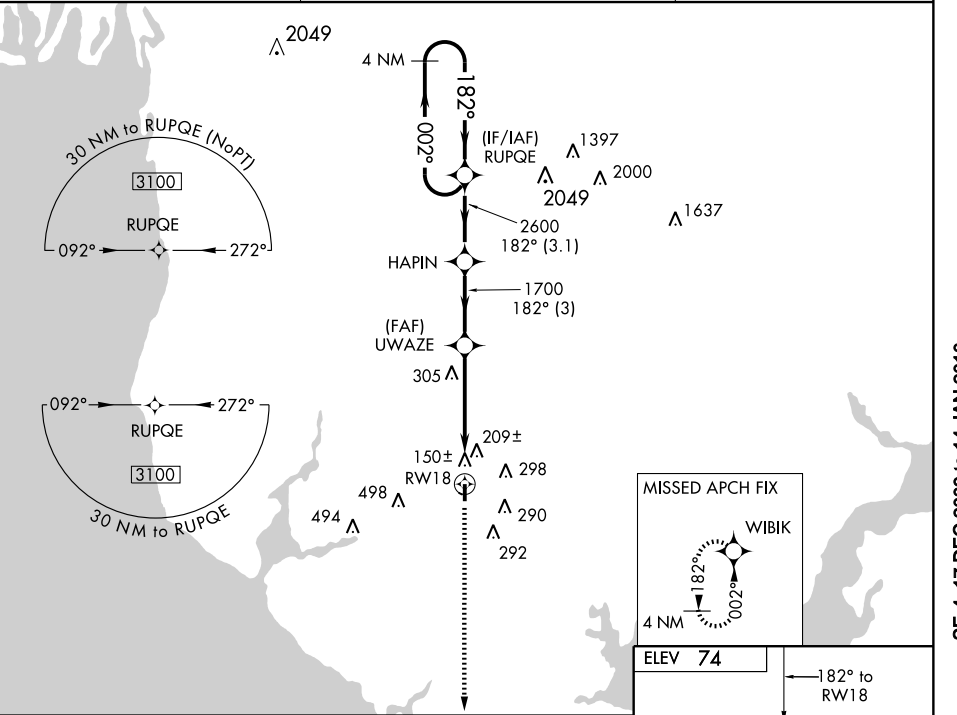 2049
4 NM
182°
002°
(IF/IAF)
RUPQE
1397
2000
2049
1637
30 NM to RUPQE (NoPT)
3100
RUPQE
092°
272°
2600
182° (3.1)
HAPIN
1700
182° (3)
(FAF)
UWAZE
305
092°
272°
RUPQE
3100
30 NM to RUPQE
209±
150±
RW18
298
498
290
494
292
MISSED APCH FIX
WIBIK
182°
002°
4 NM
ELEV 74
182° to
RW18